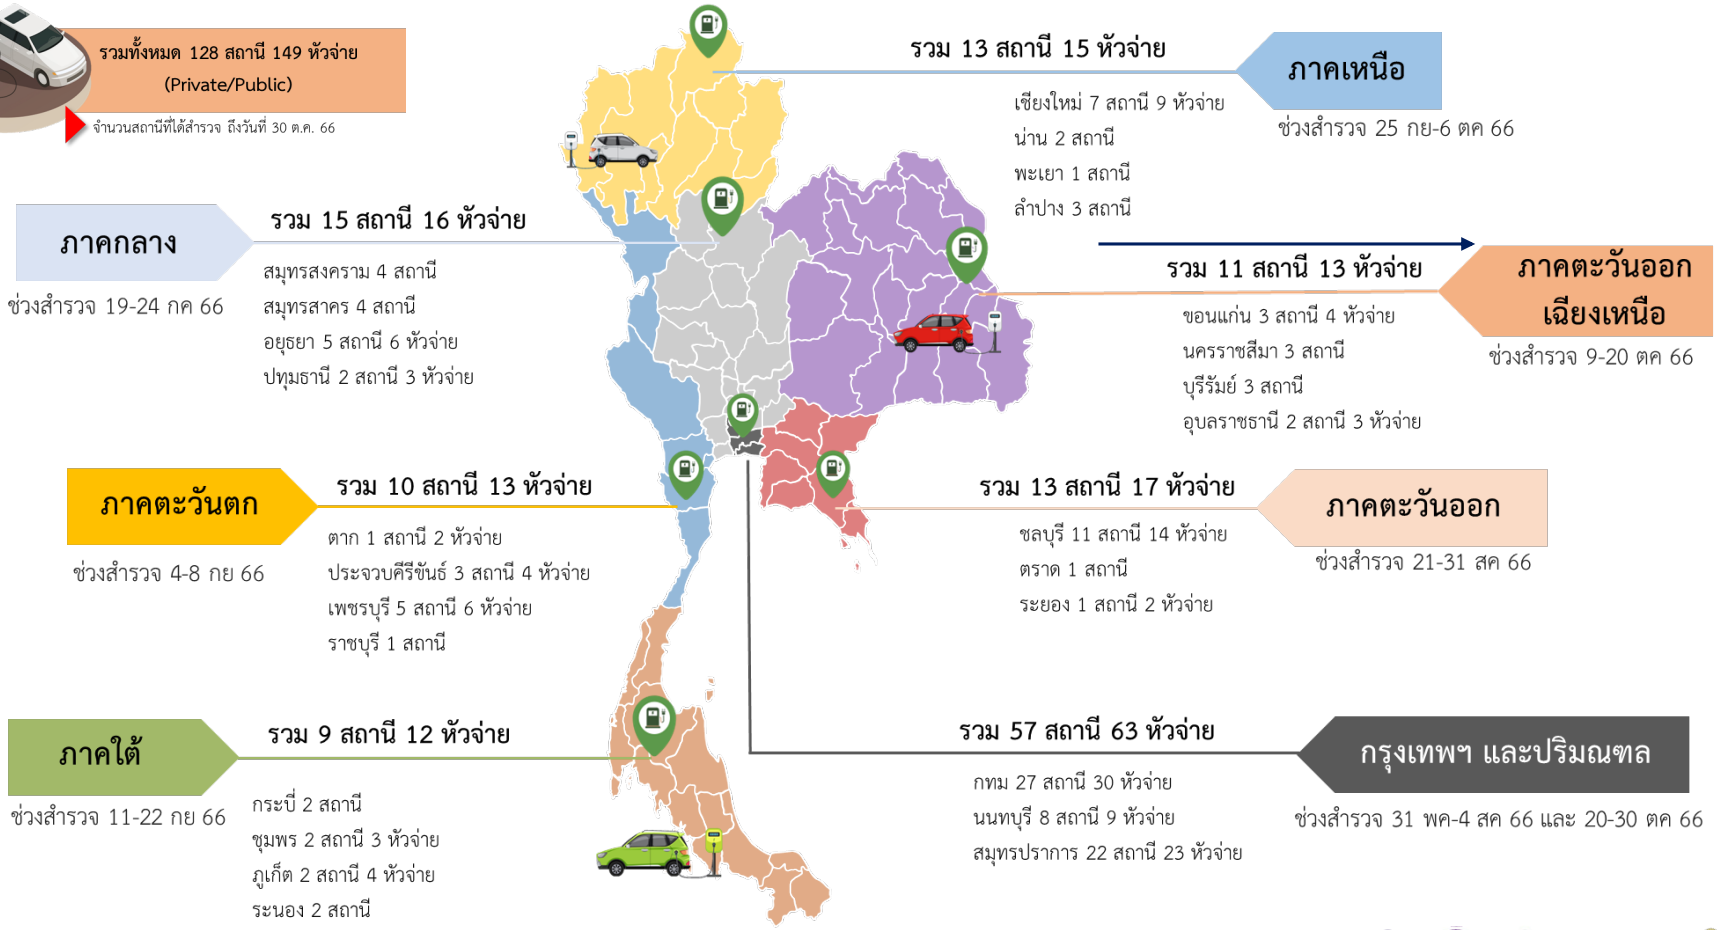 รวมทั้งหมด 128 สถานี 149 หัวจ่าย
(Private/Public)
จำนวนสถานีที่ได้สำรวจ ถึงวันที่ 30 ต.ค. 66
รวม 13 สถานี 15 หัวจ่าย
ภาคเหนือ
ช่วงสำรวจ 25 กย-6 ตค 66
เชียงใหม่ 7 สถานี 9 หัวจ่าย
น่าน 2 สถานี
พะเยา 1 สถานี
ลำปาง 3 สถานี
ภาคกลาง
ช่วงสำรวจ 19-24 กค 66
รวม 15 สถานี 16 หัวจ่าย
สมุทรสงคราม 4 สถานี
สมุทรสาคร 4 สถานี
อยุธยา 5 สถานี 6 หัวจ่าย
ปทุมธานี 2 สถานี 3 หัวจ่าย
รวม 11 สถานี 13 หัวจ่าย
ภาคตะวันออก
เฉียงเหนือ
ช่วงสำรวจ 9-20 ตค 66
ขอนแก่น 3 สถานี 4 หัวจ่าย
นครราชสีมา 3 สถานี
บุรีรัมย์ 3 สถานี
อุบลราชธานี 2 สถานี 3 หัวจ่าย
ภาคตะวันตก
ช่วงสำรวจ 4-8 กย 66
รวม 10 สถานี 13 หัวจ่าย
ตาก 1 สถานี 2 หัวจ่าย
ประจวบคีรีขันธ์ 3 สถานี 4 หัวจ่าย
เพชรบุรี 5 สถานี 6 หัวจ่าย
ราชบุรี 1 สถานี
รวม 13 สถานี 17 หัวจ่าย
ภาคตะวันออก
ช่วงสำรวจ 21-31 สค 66
ชลบุรี 11 สถานี 14 หัวจ่าย
ตราด 1 สถานี
ระยอง 1 สถานี 2 หัวจ่าย
ภาคใต้
ช่วงสำรวจ 11-22 กย 66
รวม 9 สถานี 12 หัวจ่าย
กระบี่ 2 สถานี
ชุมพร 2 สถานี 3 หัวจ่าย
ภูเก็ต 2 สถานี 4 หัวจ่าย
ระนอง 2 สถานี
รวม 57 สถานี 63 หัวจ่าย
กรุงเทพฯ และปริมณฑล
ช่วงสำรวจ 31 พค-4 สค 66 และ 20-30 ตค 66
กทม 27 สถานี 30 หัวจ่าย
นนทบุรี 8 สถานี 9 หัวจ่าย
สมุทรปราการ 22 สถานี 23 หัวจ่าย